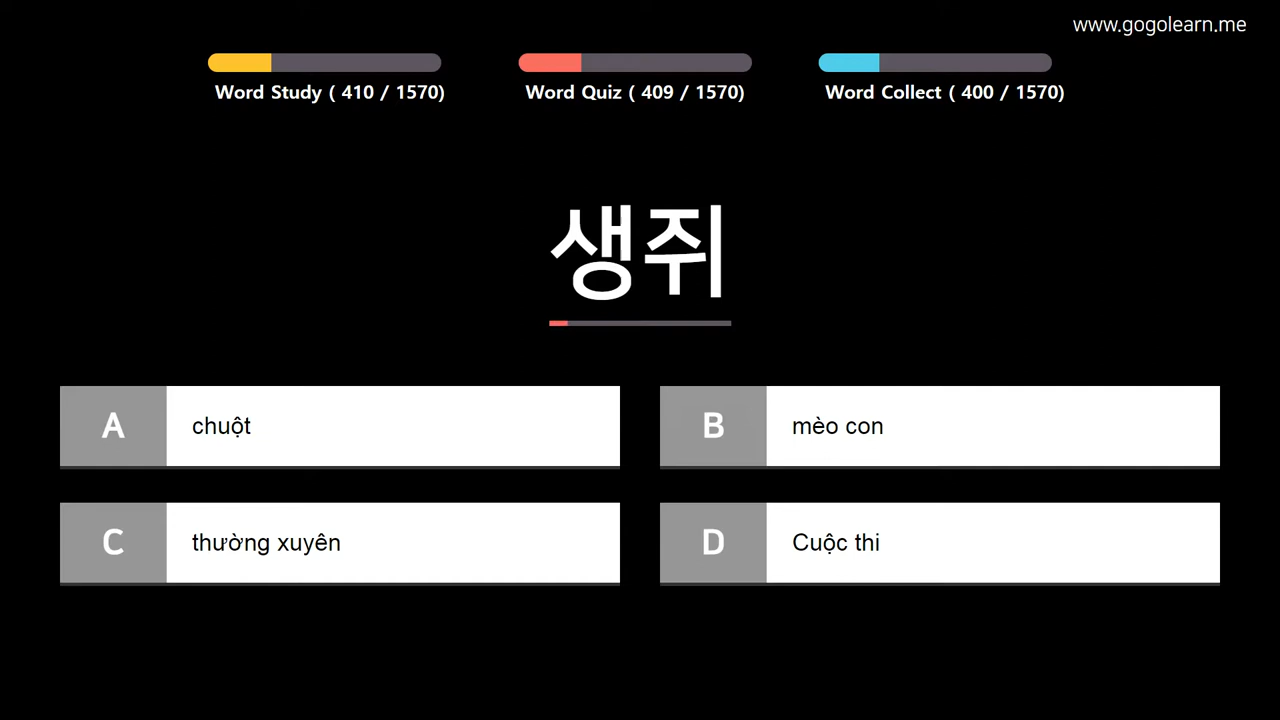 www.gogolearn.me
Word Study ( 410 / 1570)
Word Quiz ( 409 / 1570)
Word Collect ( 400 / 1570)
생쥐
A chuột
B mèo con
C thường xuyên
D Cuộc thi